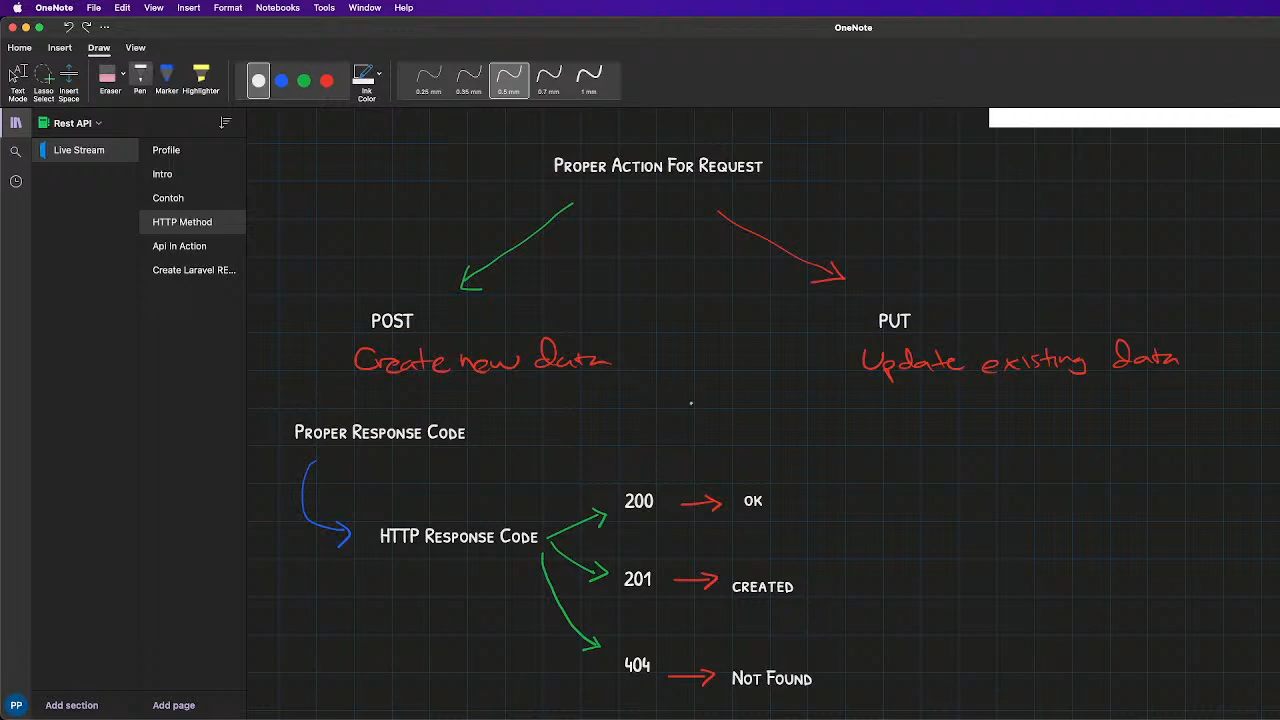 OneNote File Edit View Insert Format Notebooks Tools Window Help
OneNote
Home Insert Draw View
Text Mode
Lasso Select
Insert Space
Eraser
Pen
Marker
Highlighter
Ink Color
0.25 mm
0.35 mm
0.5 mm
0.7 mm
1 mm
Rest API
Live Stream
Profile
Intro
Contoh
HTTP Method
Api In Action
Create Laravel RE...
Proper Action For Request
POST
PUT
Create new data
Update existing data
Proper Response Code
200
OK
HTTP Response Code
201
CREATED
404
Not Found
PP
Add section
Add page